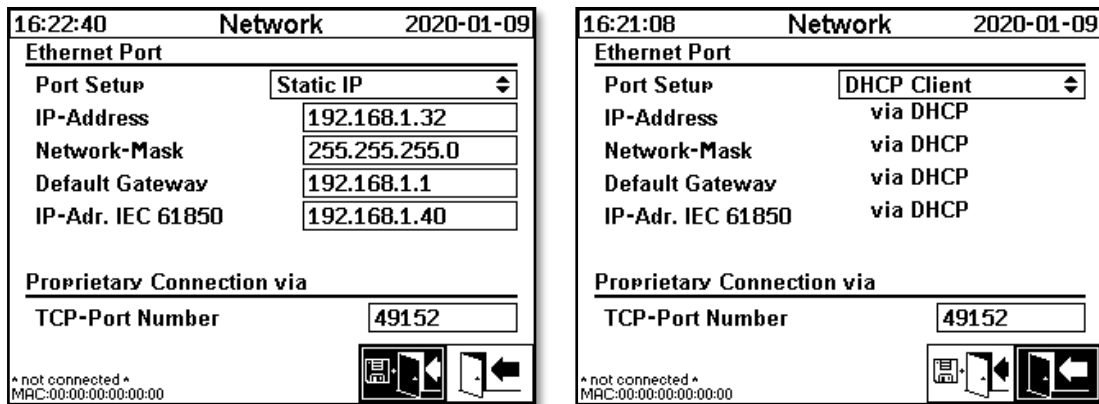 16:22:40 Network 2020-01-09
Ethernet Port
Port Setup Static IP
IP-Address 192.168.1.32
Network-Mask 255.255.255.0
Default Gateway 192.168.1.1
IP-Adr. IEC 61850 192.168.1.40
Proprietary Connection via
TCP-Port Number 49152
* not connected *
MAC:00:00:00:00:00:00
16:21:08 Network 2020-01-09
Ethernet Port
Port Setup DHCP Client
IP-Address via DHCP
Network-Mask via DHCP
Default Gateway via DHCP
IP-Adr. IEC 61850 via DHCP
Proprietary Connection via
TCP-Port Number 49152
* not connected *
MAC:00:00:00:00:00:00